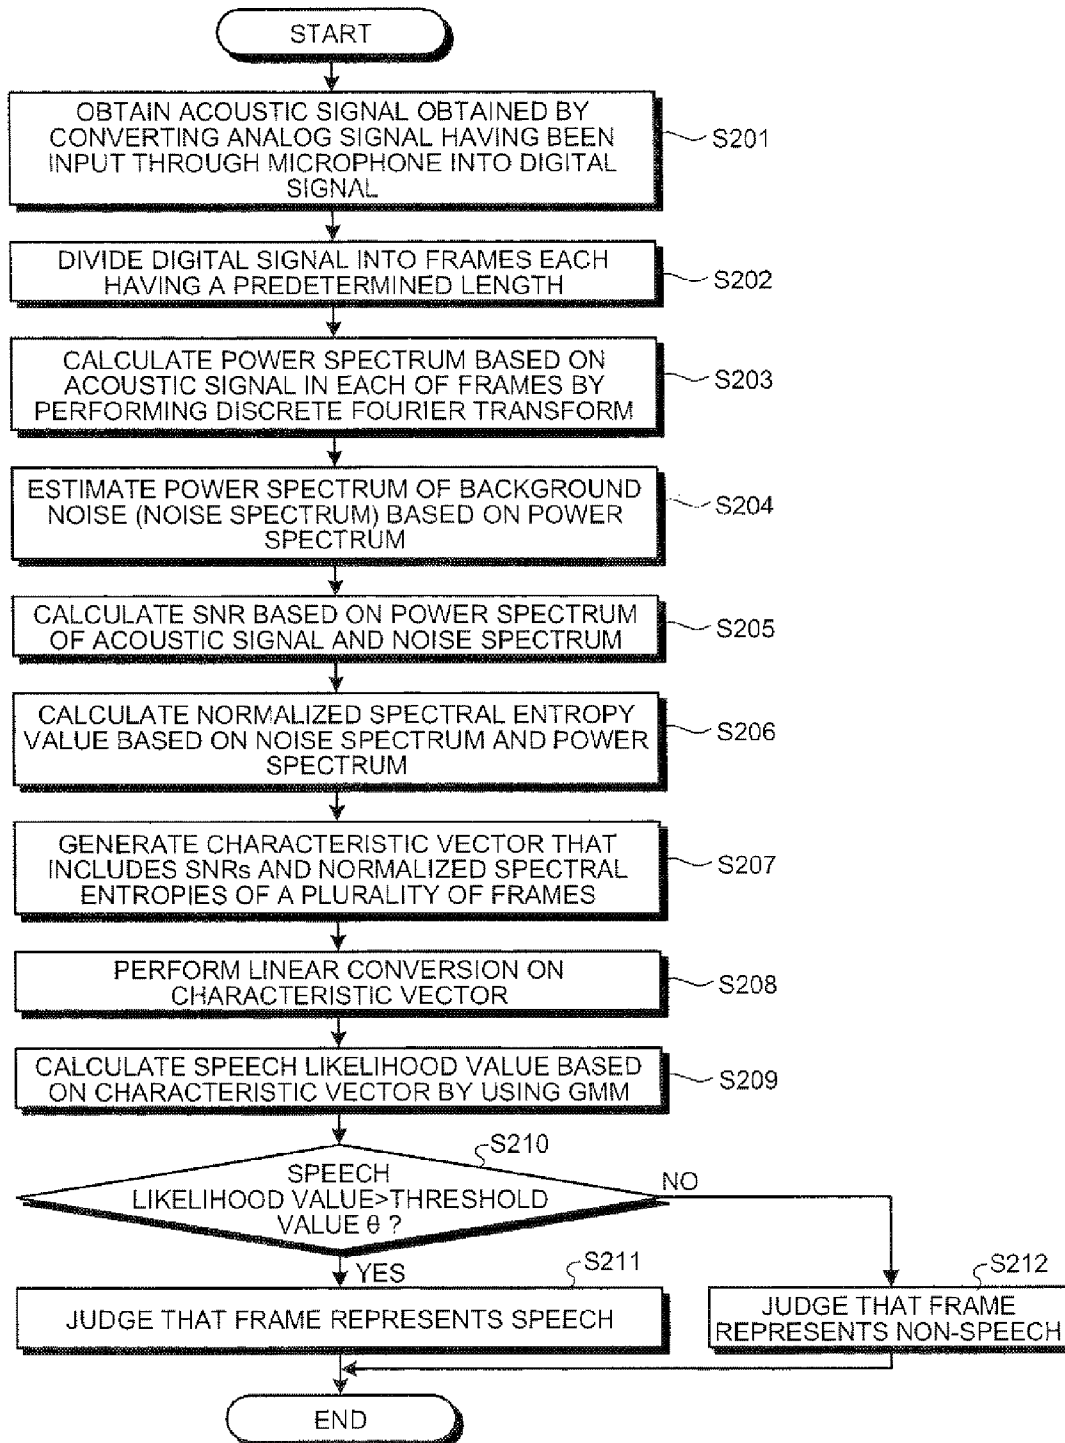 START
OBTAIN ACOUSTIC SIGNAL OBTAINED BY
CONVERTING ANALOG SIGNAL HAVING BEEN
INPUT THROUGH MICROPHONE INTO DIGITAL
SIGNAL
S201
DIVIDE DIGITAL SIGNAL INTO FRAMES EACH
HAVING A PREDETERMINED LENGTH
S202
CALCULATE POWER SPECTRUM BASED ON
ACOUSTIC SIGNAL IN EACH OF FRAMES BY
PERFORMING DISCRETE FOURIER TRANSFORM
S203
ESTIMATE POWER SPECTRUM OF BACKGROUND
NOISE (NOISE SPECTRUM) BASED ON POWER
SPECTRUM
S204
CALCULATE SNR BASED ON POWER SPECTRUM
OF ACOUSTIC SIGNAL AND NOISE SPECTRUM
S205
CALCULATE NORMALIZED SPECTRAL ENTROPY
VALUE BASED ON NOISE SPECTRUM AND POWER
SPECTRUM
S206
GENERATE CHARACTERISTIC VECTOR THAT
INCLUDES SNRs AND NORMALIZED SPECTRAL
ENTROPIES OF A PLURALITY OF FRAMES
S207
PERFORM LINEAR CONVERSION ON
CHARACTERISTIC VECTOR
S208
CALCULATE SPEECH LIKELIHOOD VALUE BASED
ON CHARACTERISTIC VECTOR BY USING GMM
S209
S210
SPEECH
LIKELIHOOD VALUE>THRESHOLD
VALUE θ ?
NO
YES
S211
JUDGE THAT FRAME REPRESENTS SPEECH
S212
JUDGE THAT FRAME
REPRESENTS NON-SPEECH
END